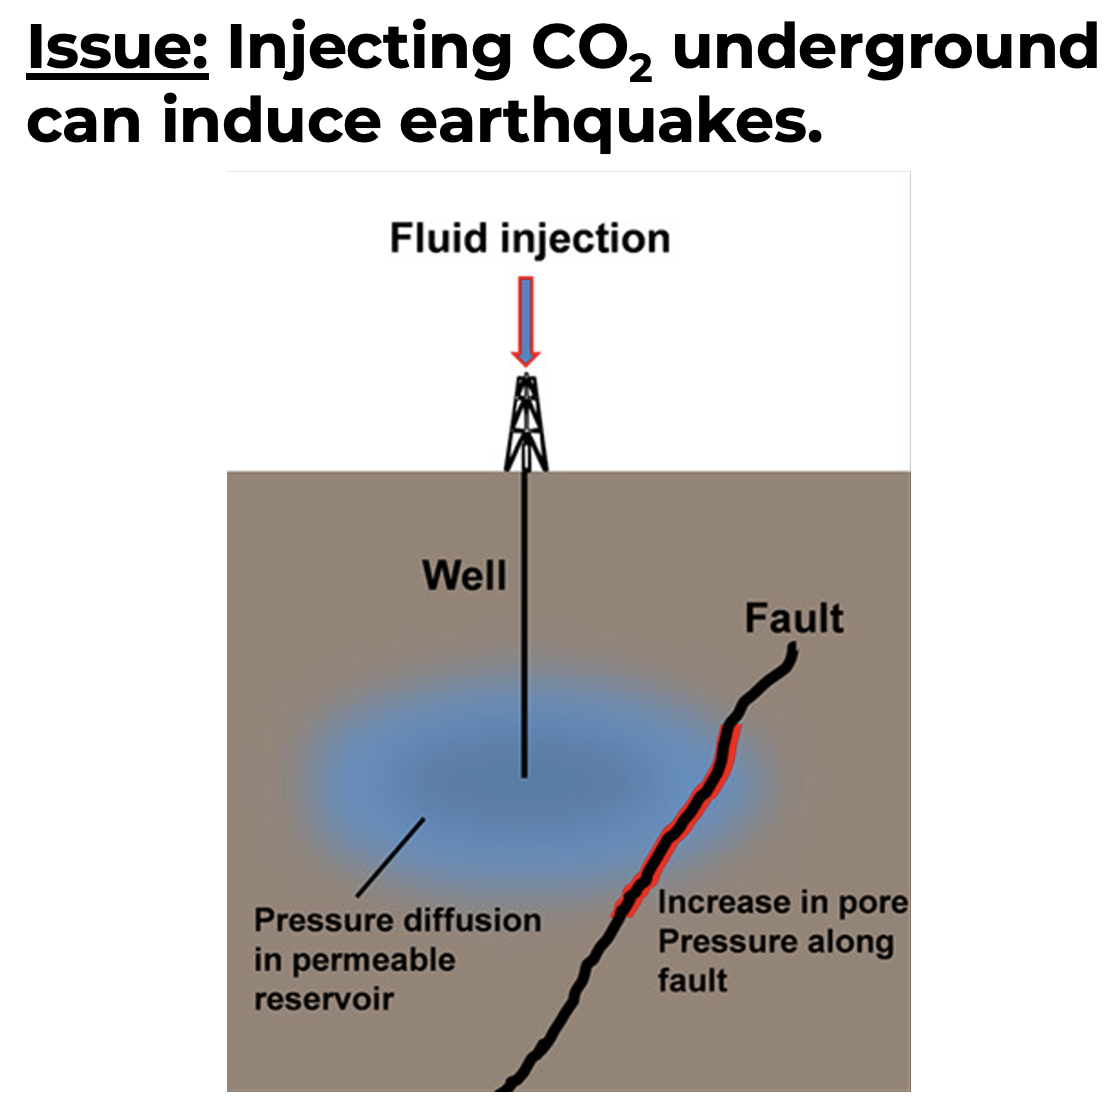 Issue: Injecting CO₂ underground
can induce earthquakes.
Fluid injection
Well
Fault
Pressure diffusion
in permeable
reservoir
Increase in pore
Pressure along
fault